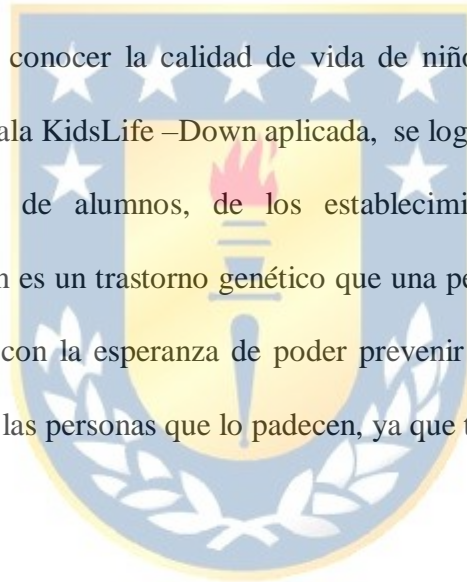 conocer la calidad de vida de niño
ala KidsLife –Down aplicada, se log
de alumnos, de los establecimi
n es un trastorno genético que una pe
con la esperanza de poder prevenir
las personas que lo padecen, ya que t